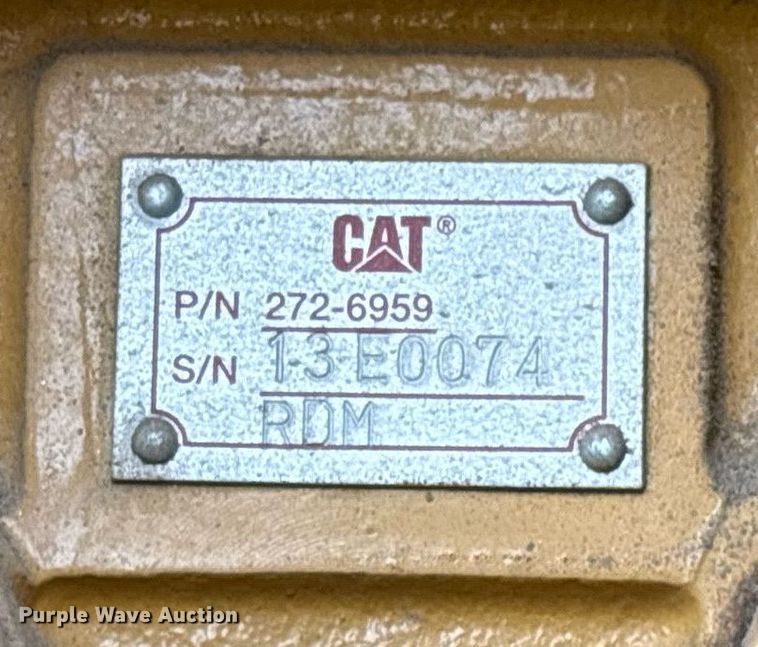 CAT®
P/N 272-6959
S/N 13E0074
RDM
Purple Wave Auction